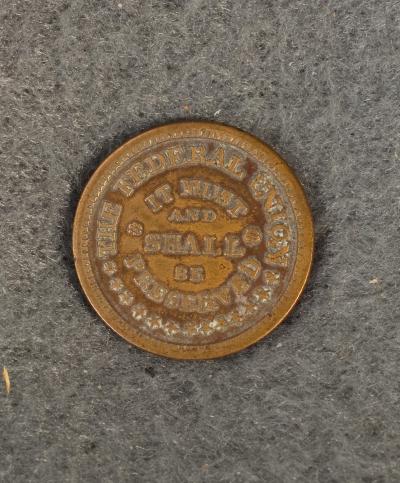 THE FEDERAL UNION
IT MUST
AND
SHALL
BE
PRESERVED